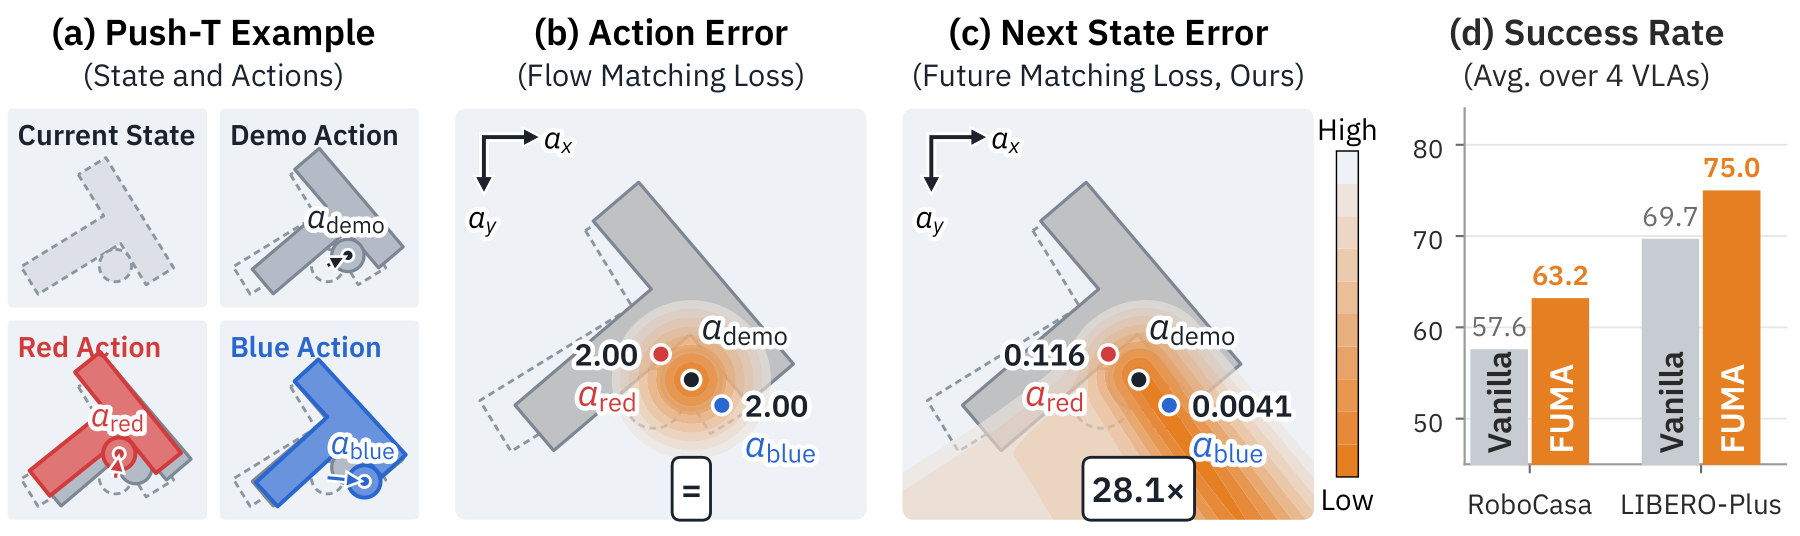 (a) Push-T Example
(State and Actions)
Current State
Demo Action
a_demo
Red Action
a_red
Blue Action
a_blue
(b) Action Error
(Flow Matching Loss)
a_x
a_y
a_demo
2.00
a_red
2.00
a_blue
=
(c) Next State Error
(Future Matching Loss, Ours)
a_x
a_y
a_demo
0.116
a_red
0.0041
a_blue
28.1×
High
Low
(d) Success Rate
(Avg. over 4 VLAs)
80
70
60
50
57.6
63.2
69.7
75.0
Vanilla
FUMA
Vanilla
FUMA
RoboCasa
LIBERO-Plus